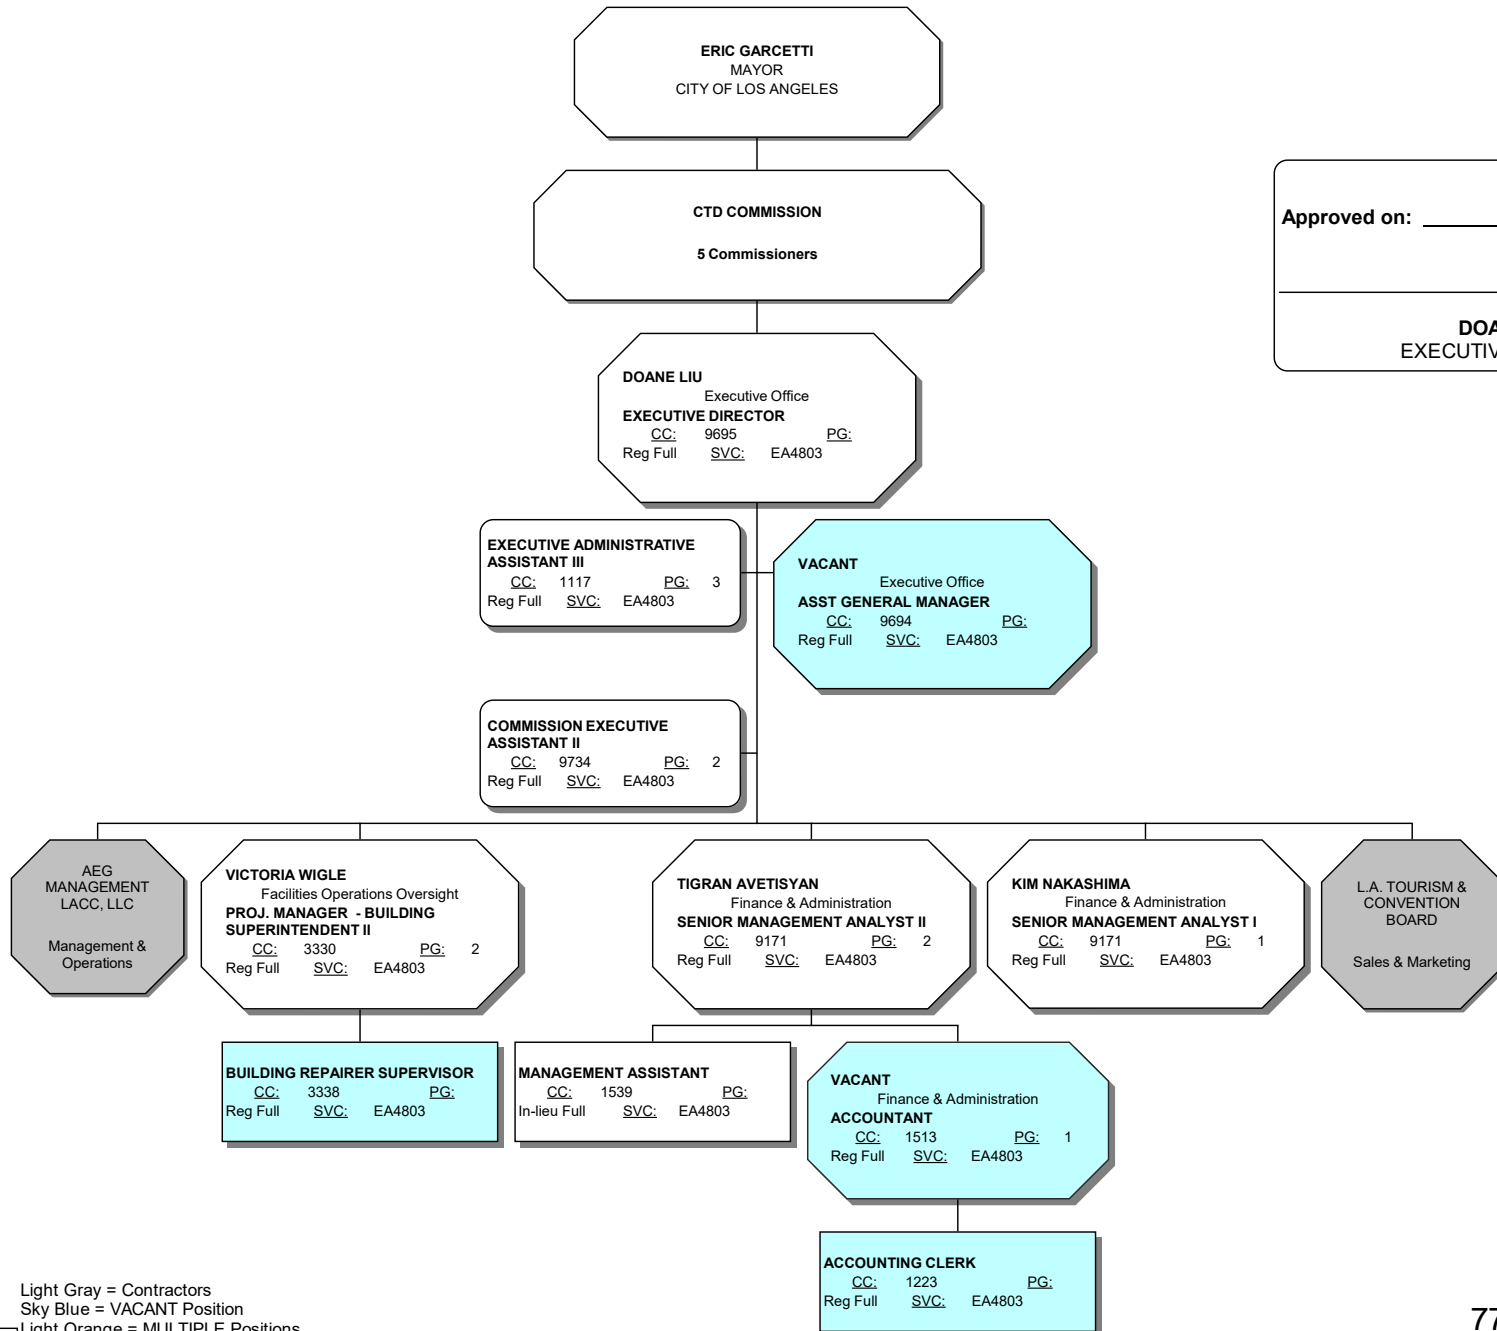 ERIC GARCETTI
MAYOR
CITY OF LOS ANGELES
CTD COMMISSION
5 Commissioners
Approved on:
DOA
EXECUTIV
DOANE LIU
Executive Office
EXECUTIVE DIRECTOR
CC: 9695 PG:
Reg Full SVC: EA4803
EXECUTIVE ADMINISTRATIVE
ASSISTANT III
CC: 1117 PG: 3
Reg Full SVC: EA4803
VACANT
Executive Office
ASST GENERAL MANAGER
CC: 9694 PG:
Reg Full SVC: EA4803
COMMISSION EXECUTIVE
ASSISTANT II
CC: 9734 PG: 2
Reg Full SVC: EA4803
AEG
MANAGEMENT
LACC, LLC
Management &
Operations
VICTORIA WIGLE
Facilities Operations Oversight
PROJ. MANAGER - BUILDING
SUPERINTENDENT II
CC: 3330 PG: 2
Reg Full SVC: EA4803
TIGRAN AVETISYAN
Finance & Administration
SENIOR MANAGEMENT ANALYST II
CC: 9171 PG: 2
Reg Full SVC: EA4803
KIM NAKASHIMA
Finance & Administration
SENIOR MANAGEMENT ANALYST I
CC: 9171 PG: 1
Reg Full SVC: EA4803
L.A. TOURISM &
CONVENTION
BOARD
Sales & Marketing
BUILDING REPAIRER SUPERVISOR
CC: 3338 PG:
Reg Full SVC: EA4803
MANAGEMENT ASSISTANT
CC: 1539 PG:
In-lieu Full SVC: EA4803
VACANT
Finance & Administration
ACCOUNTANT
CC: 1513 PG: 1
Reg Full SVC: EA4803
ACCOUNTING CLERK
CC: 1223 PG:
Reg Full SVC: EA4803
Light Gray = Contractors
Sky Blue = VACANT Position
Light Orange = MULTIPLE Positions
77